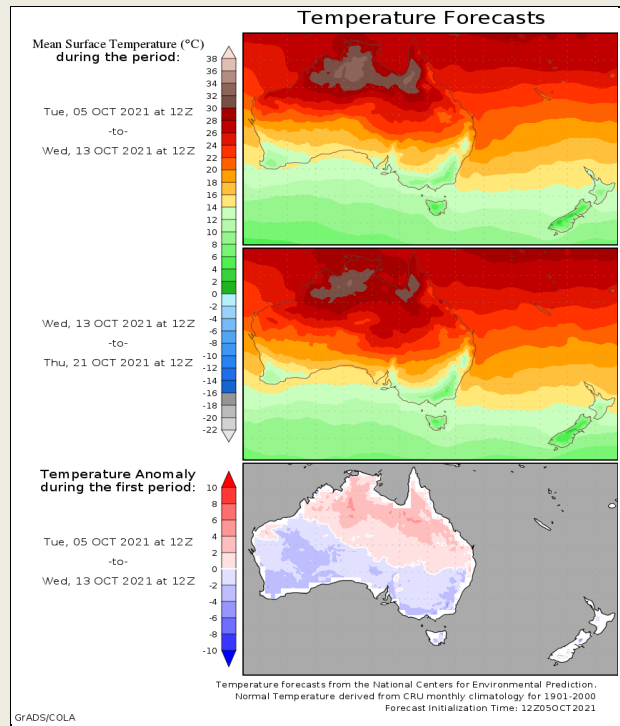 Temperature Forecasts
Mean Surface Temperature (°C)
during the period:
Tue, 05 OCT 2021 at 12Z
-to-
Wed, 13 OCT 2021 at 12Z
38
36
34
32
30
28
26
24
22
20
18
16
14
12
10
8
6
4
2
0
-2
-4
-6
-8
-10
-12
-14
-16
-18
-20
-22
Wed, 13 OCT 2021 at 12Z
-to-
Thu, 21 OCT 2021 at 12Z
Temperature Anomaly
during the first period:
Tue, 05 OCT 2021 at 12Z
-to-
Wed, 13 OCT 2021 at 12Z
10
8
6
4
2
0
-2
-4
-6
-8
-10
Temperature forecasts from the National Centers for Environmental Prediction.
Normal Temperature derived from CRU monthly climatology for 1901-2000
Forecast Initialization Time: 12Z05OCT2021
GrADS/COLA